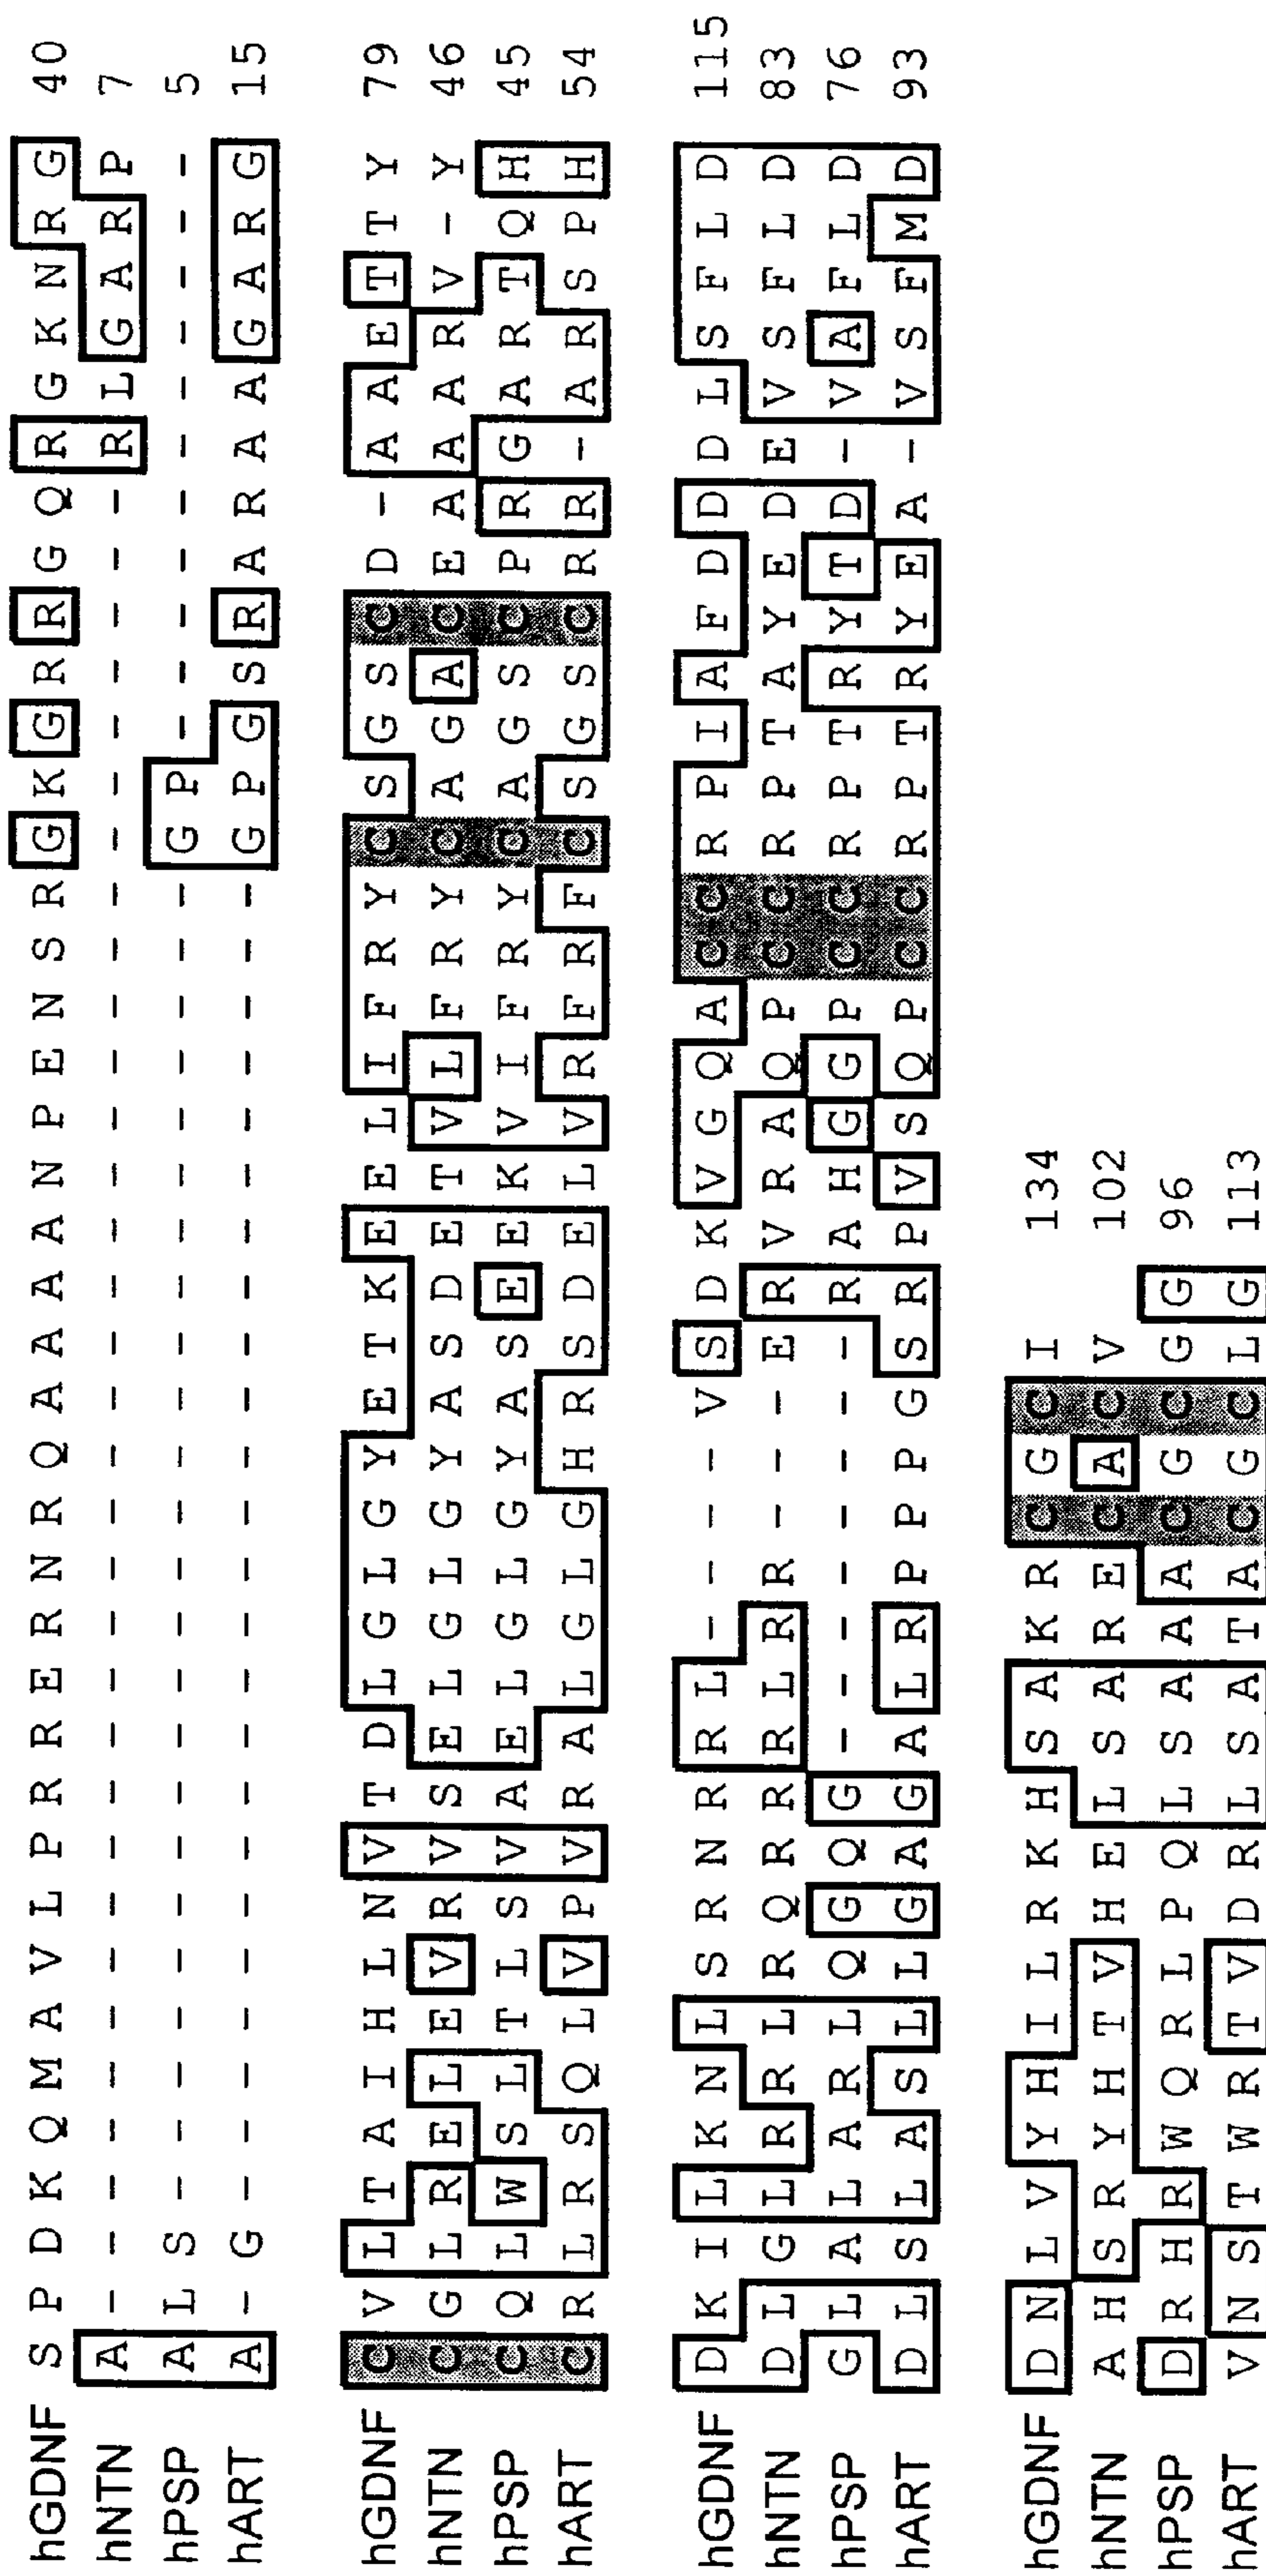 hGDNF S P D K Q M A V L P R R E R N R Q A A A A N P E N S R G K G R R G Q R G K N R G 40
hNTN A - - - - - - - - - - - - - - - - - - - - - - - - - - - - - - - - - R L G A R P 7
hPSP A L S - - - - - - - - - - - - - - - - - - - - - - - - G P - - - - - - - - - - - 5
hART A - G - - - - - - - - - - - - - - - - - - - - - - - - G P G S R A R A A G A R G 15
hGDNF C V L T A I H L N V T D L G L G Y E T K E E L I F R Y C S G S C D - A A E T T Y 79
hNTN C G L R E L E V R V S E L G L G Y A S D E T V L F R Y C A G A C E A A A R V - Y 46
hPSP C Q L W S L T L S V A E L G L G Y A S E E K V I F R Y C A G S C P R G A R T Q H 45
hART C R L R S Q L V P V R A L G L G H R S D E L V R F R F C S G S C R R - A R S P H 54
hGDNF D K I L K N L S R N R R L - - - - V S D K V G Q A C C R P I A F D D D L S F L D 115
hNTN D L G L R R L R Q R R R L R R - - - E R V R A Q P C C R P T A Y E D E V S F L D 83
hPSP G L A L A R L Q G Q G - - - - - - - - R A H G G P C C R P T R Y T D - V A F L D 76
hART D L S L A S L L G A G A L R P P P G S R P V S Q P C C R P T R Y E A - V S F M D 93
hGDNF D N L V Y H I L R K H S A K R C G C I 134
hNTN A H S R Y H T V H E L S A R E C A C V 102
hPSP D R H R W Q R L P Q L S A A A C G C G G 96
hART V N S T W R T V D R L S A T A C G C L G 113